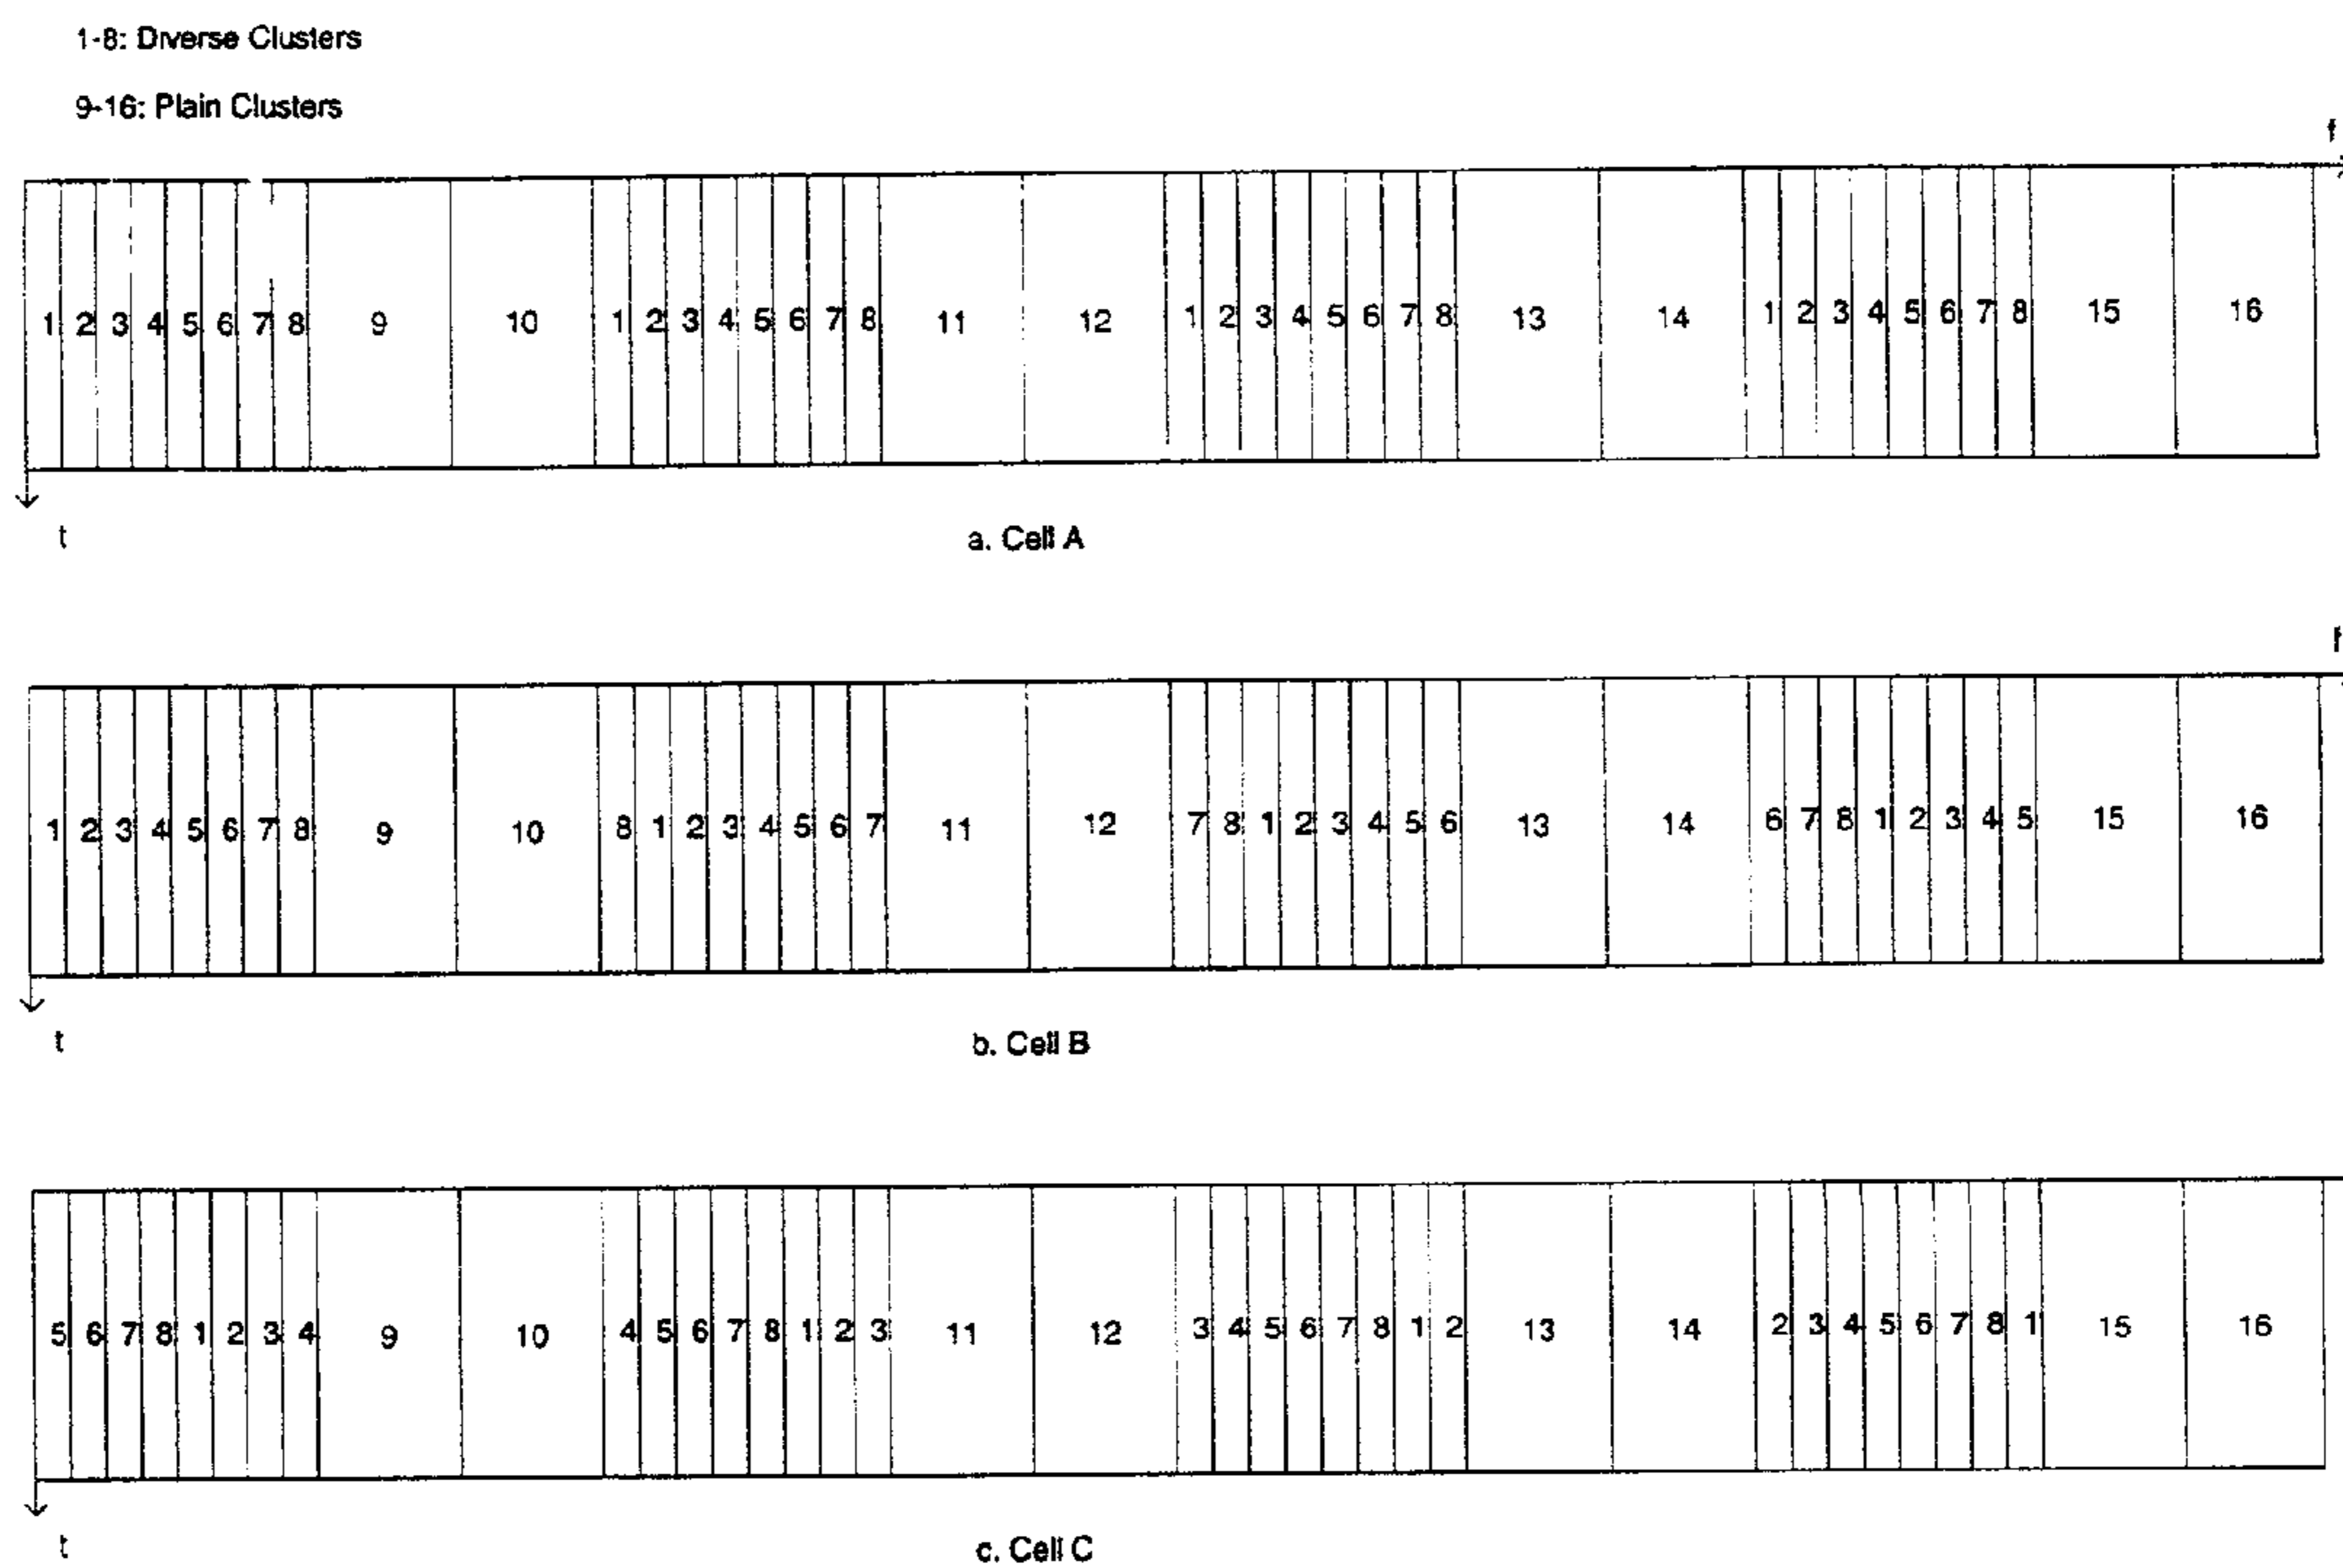 1-8: Diverse Clusters
9-16: Plain Clusters
f
1 2 3 4 5 6 7 8 9 10 1 2 3 4 5 6 7 8 11 12 1 2 3 4 5 6 7 8 13 14 1 2 3 4 5 6 7 8 15 16
t
a. Cell A
f
1 2 3 4 5 6 7 8 9 10 8 1 2 3 4 5 6 7 11 12 7 8 1 2 3 4 5 6 13 14 6 7 8 1 2 3 4 5 15 16
t
b. Cell B
5 6 7 8 1 2 3 4 9 10 4 5 6 7 8 1 2 3 11 12 3 4 5 6 7 8 1 2 13 14 2 3 4 5 6 7 8 1 15 16
t
c. Cell C